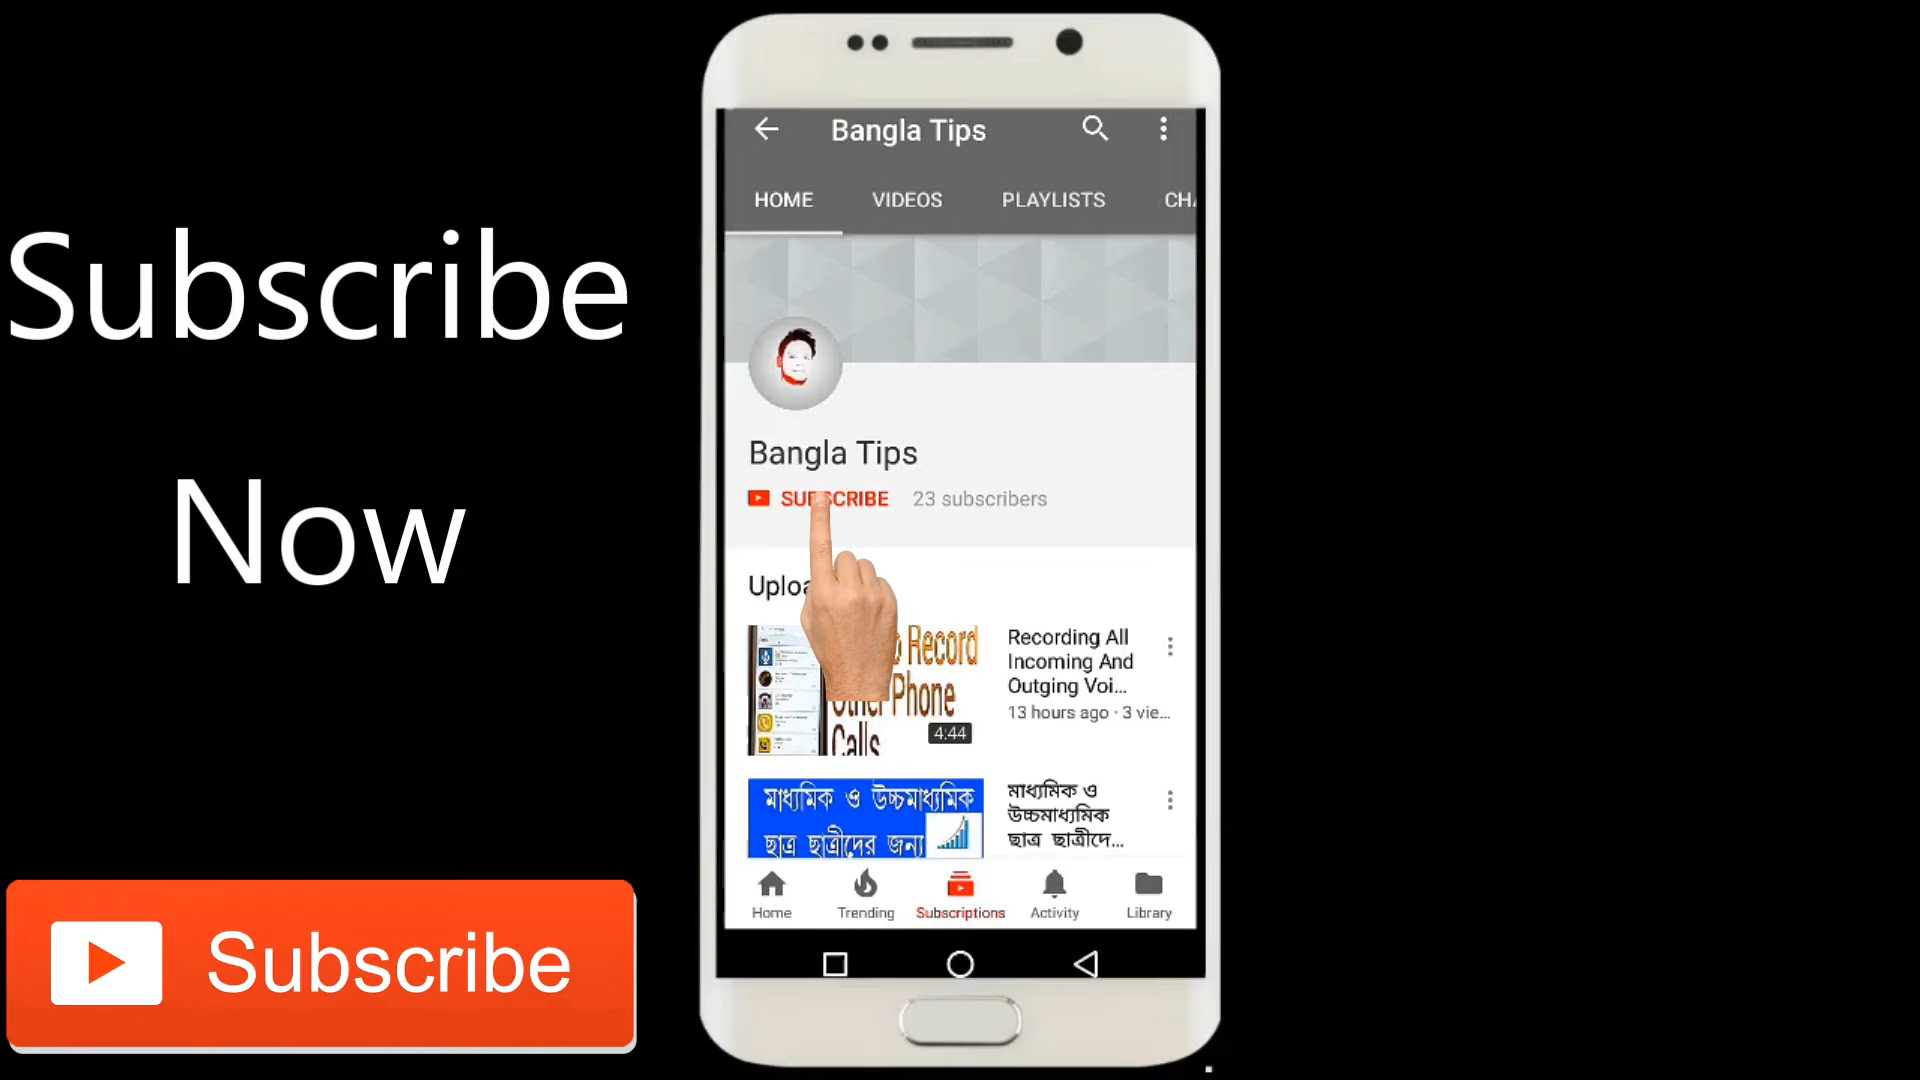 Subscribe
Now
Subscribe
Bangla Tips
HOME VIDEOS PLAYLISTS
Bangla Tips
SUBSCRIBE 23 subscribers
Record
Phone
Calls
4:44
Recording All
Incoming And
Outging Voi...
13 hours ago · 3 vie...
মাধ্যমিক ও উচ্চমাধ্যমিক
ছাত্র ছাত্রীদের জন্য
মাধ্যমিক ও
উচ্চমাধ্যমিক
ছাত্র ছাত্রীদে...
Home Trending Subscriptions Activity Library